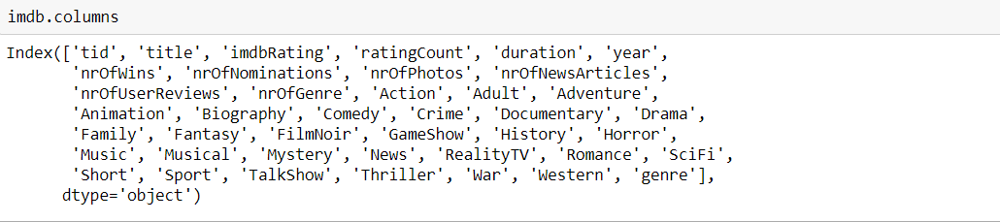 imdb.columns
Index(['tid', 'title', 'imdbRating', 'ratingCount', 'duration', 'year',
       'nrOfWins', 'nrOfNominations', 'nrOfPhotos', 'nrOfNewsArticles',
       'nrOfUserReviews', 'nrOfGenre', 'Action', 'Adult', 'Adventure',
       'Animation', 'Biography', 'Comedy', 'Crime', 'Documentary', 'Drama',
       'Family', 'Fantasy', 'FilmNoir', 'GameShow', 'History', 'Horror',
       'Music', 'Musical', 'Mystery', 'News', 'RealityTV', 'Romance', 'SciFi',
       'Short', 'Sport', 'TalkShow', 'Thriller', 'War', 'Western', 'genre'],
      dtype='object')